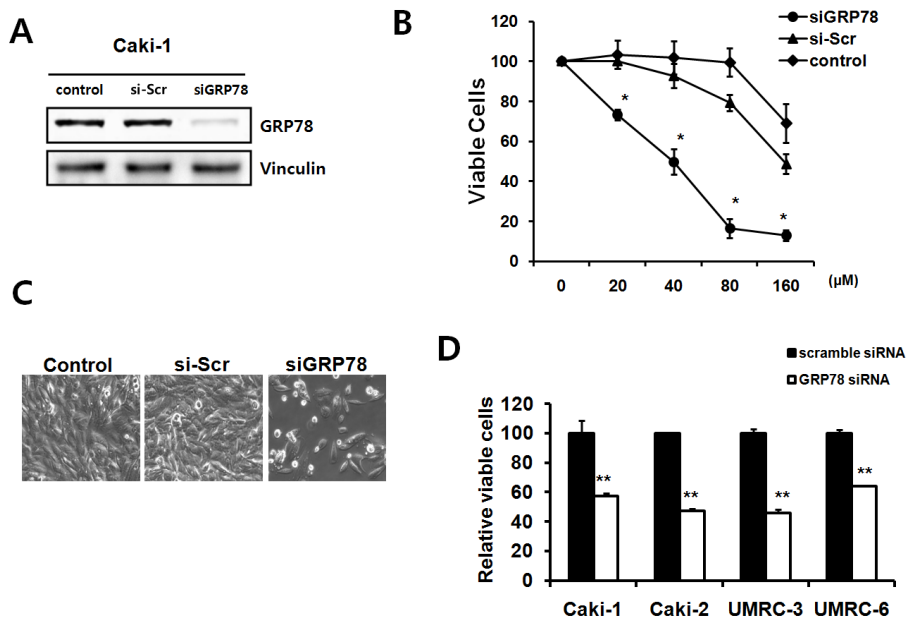 A
Caki-1
control si-Scr siGRP78
GRP78
Vinculin
B
siGRP78
si-Scr
control
Viable Cells
120
100
80
60
40
20
0
*
*
*
*
0 20 40 80 160 (μM)
C
Control si-Scr siGRP78
D
scramble siRNA
GRP78 siRNA
Relative viable cells
120
100
80
60
40
20
0
**
**
**
**
Caki-1 Caki-2 UMRC-3 UMRC-6